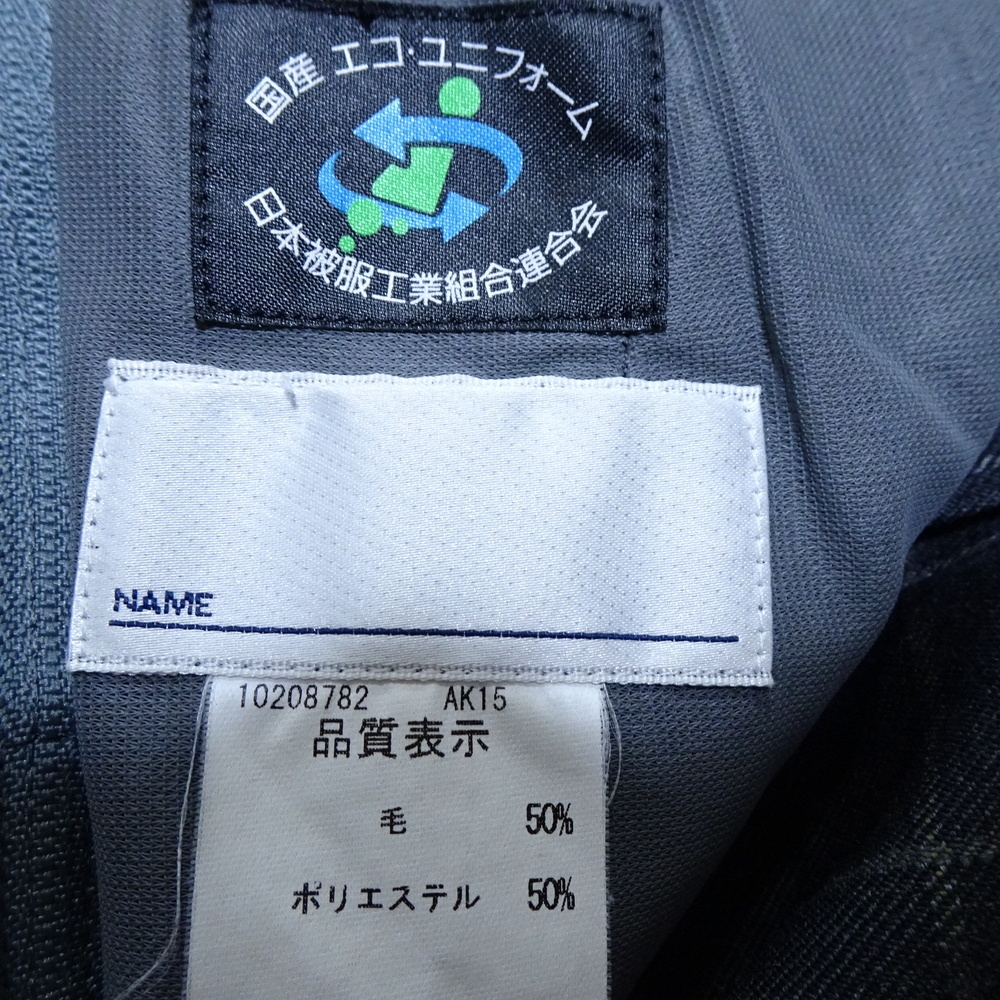 国産 エコ・ユニフォーム
日本被服工業組合連合会
NAME
10208782 AK15
品質表示
毛 50%
ポリエステル 50%